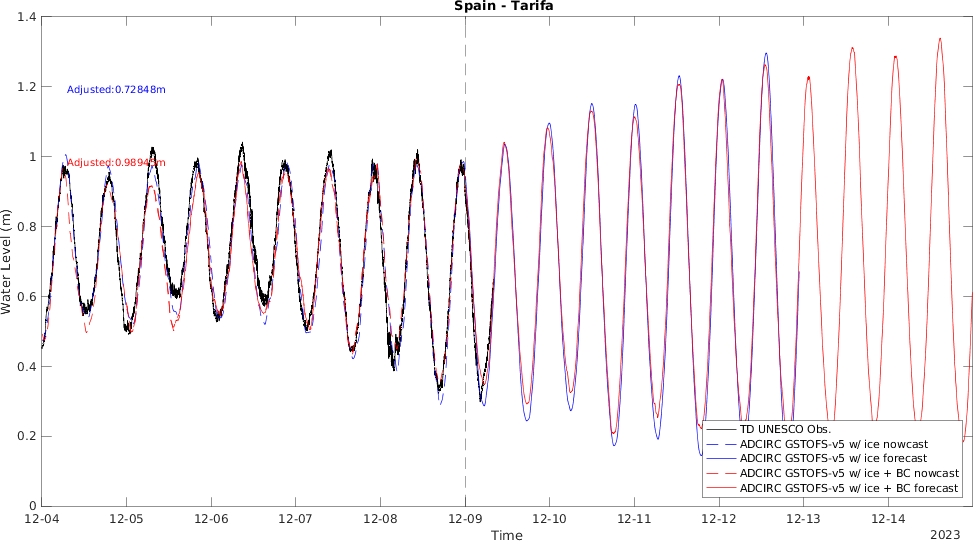 Spain - Tarifa
1.4
1.2
1
0.8
0.6
0.4
0.2
0
Water Level (m)
Adjusted:0.72848m
TD UNESCO Obs.
ADCIRC GSTOFS-v5 w/ ice nowcast
ADCIRC GSTOFS-v5 w/ ice forecast
ADCIRC GSTOFS-v5 w/ ice + BC nowcast
ADCIRC GSTOFS-v5 w/ ice + BC forecast
12-04 12-05 12-06 12-07 12-08 12-09 12-10 12-11 12-12 12-13 12-14
Time
2023